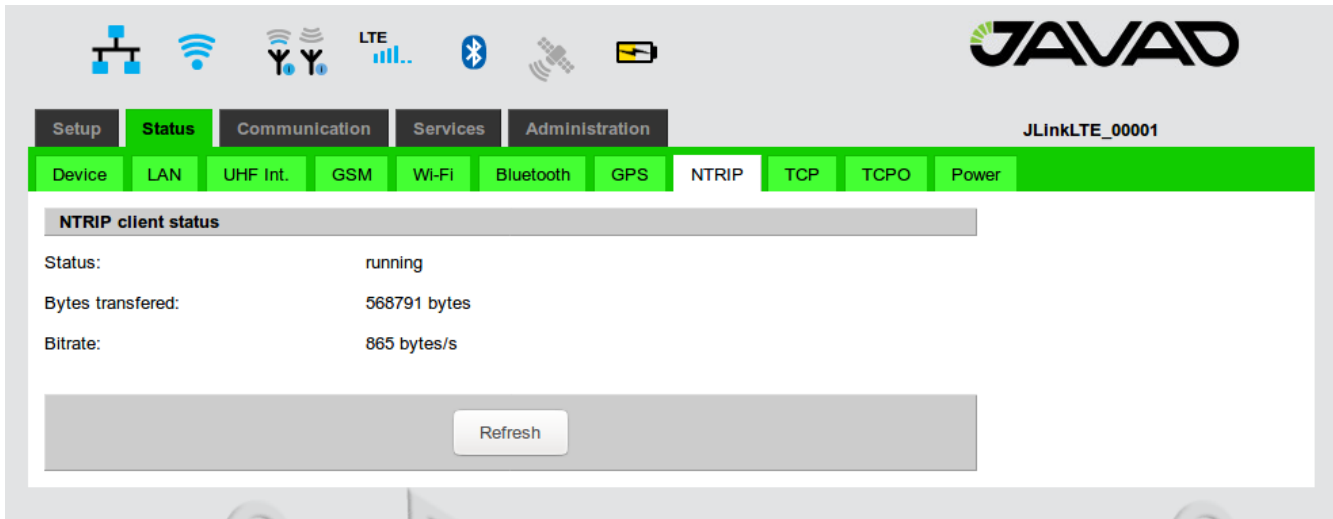 LTE
JAVAD
Setup Status Communication Services Administration JLinkLTE_00001
Device LAN UHF Int. GSM Wi-Fi Bluetooth GPS NTRIP TCP TCPO Power
NTRIP client status
Status: running
Bytes transfered: 568791 bytes
Bitrate: 865 bytes/s
Refresh